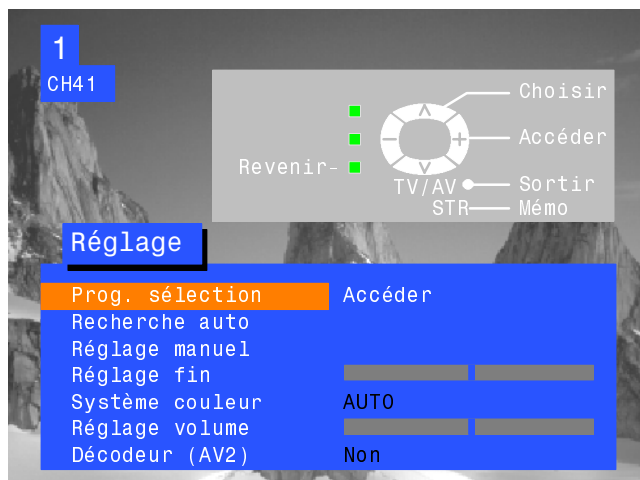 1
CH41
Choisir
Accéder
Revenir-
TV/AV Sortir
STR Mémo
Réglage
Prog. sélection Accéder
Recherche auto
Réglage manuel
Réglage fin
Système couleur AUTO
Réglage volume
Décodeur (AV2) Non